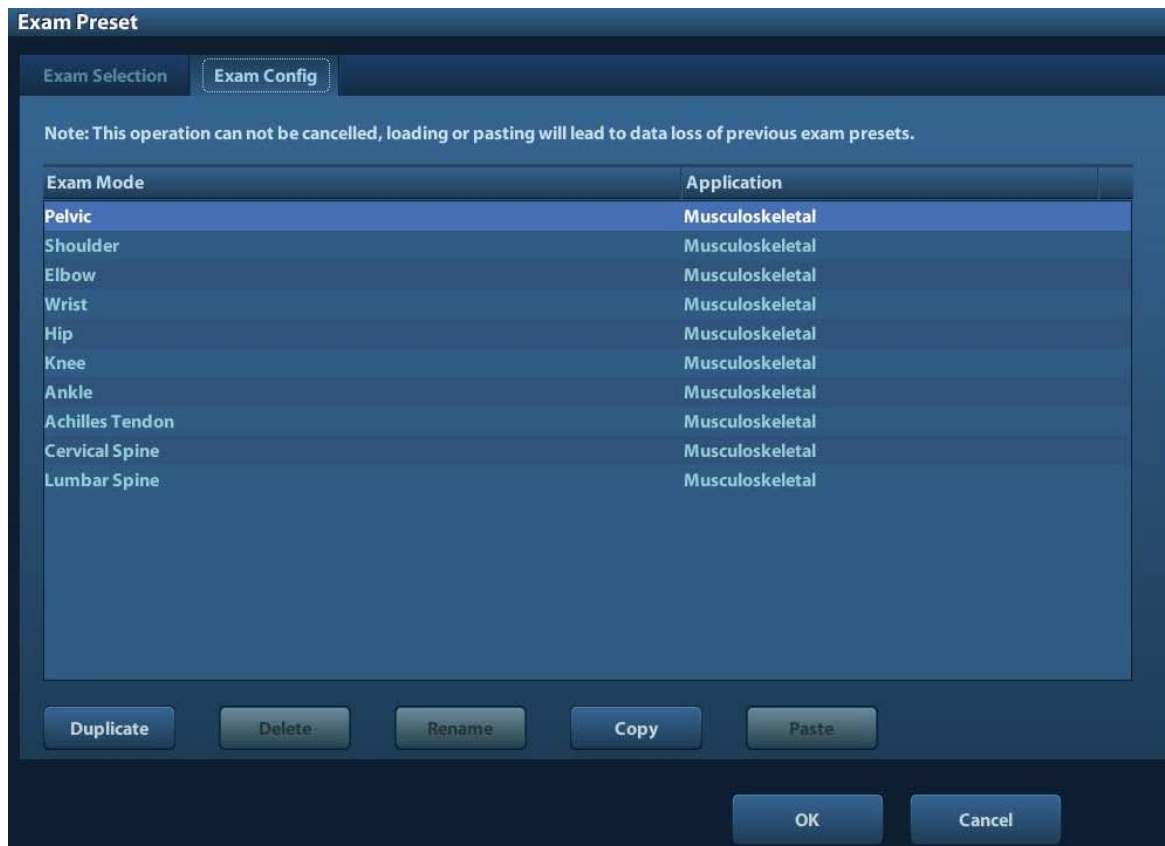 Exam Preset
Exam Selection Exam Config
Note: This operation can not be cancelled, loading or pasting will lead to data loss of previous exam presets.
Exam Mode Application
Pelvic Musculoskeletal
Shoulder Musculoskeletal
Elbow Musculoskeletal
Wrist Musculoskeletal
Hip Musculoskeletal
Knee Musculoskeletal
Ankle Musculoskeletal
Achilles Tendon Musculoskeletal
Cervical Spine Musculoskeletal
Lumbar Spine Musculoskeletal
Duplicate Delete Rename Copy Paste
OK Cancel